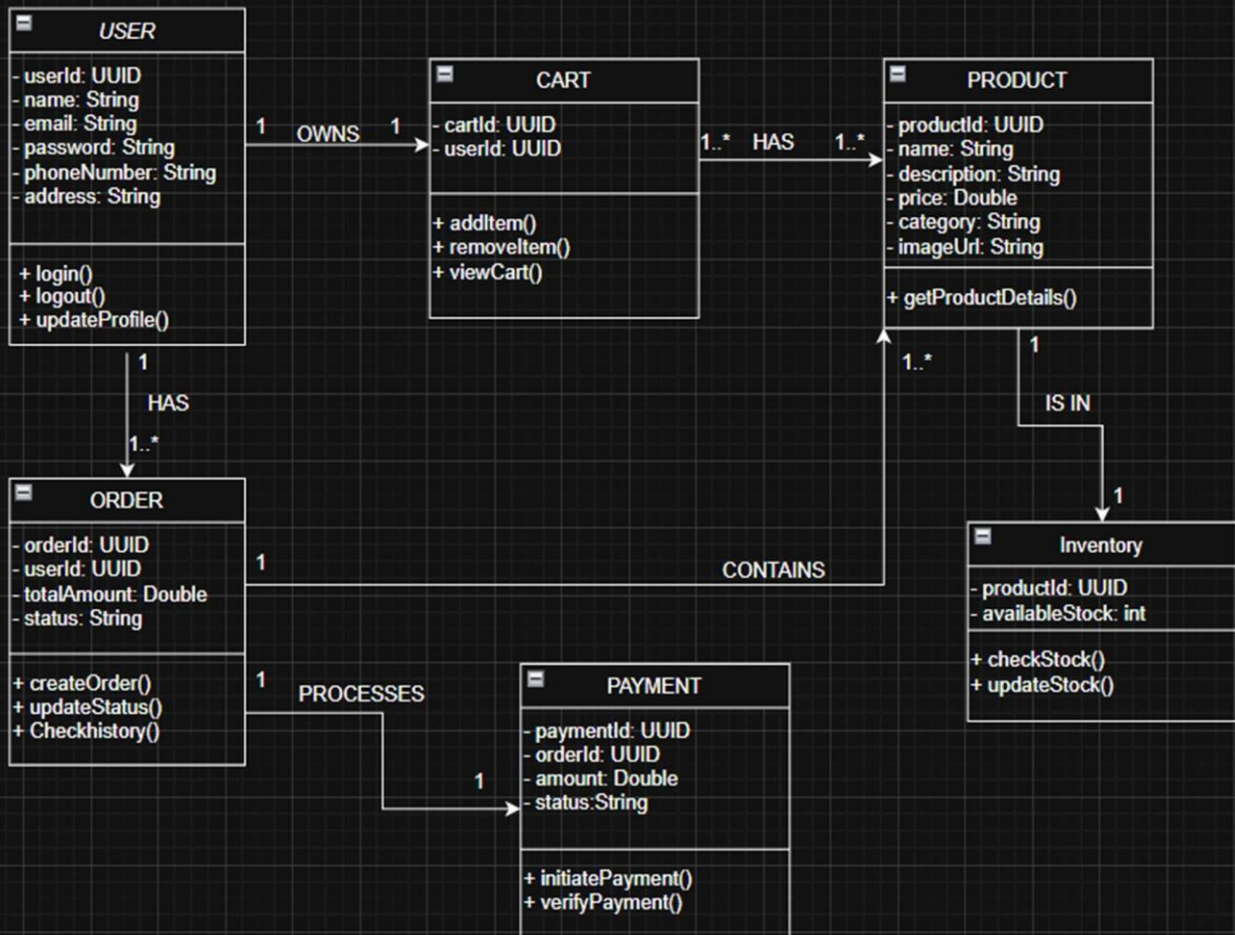 USER
- userId: UUID
- name: String
- email: String
- password: String
- phoneNumber: String
- address: String
+ login()
+ logout()
+ updateProfile()
1 OWNS 1
CART
- cartId: UUID
- userId: UUID
+ addItem()
+ removeItem()
+ viewCart()
1..* HAS 1..*
PRODUCT
- productId: UUID
- name: String
- description: String
- price: Double
- category: String
- imageUrl: String
+ getProductDetails()
1
HAS
1..*
1..*
1
IS IN
1
ORDER
- orderId: UUID
- userId: UUID
- totalAmount: Double
- status: String
+ createOrder()
+ updateStatus()
+ Checkhistory()
1
CONTAINS
Inventory
- productId: UUID
- availableStock: int
+ checkStock()
+ updateStock()
1
PROCESSES
1
PAYMENT
- paymentId: UUID
- orderId: UUID
- amount: Double
- status:String
+ initiatePayment()
+ verifyPayment()